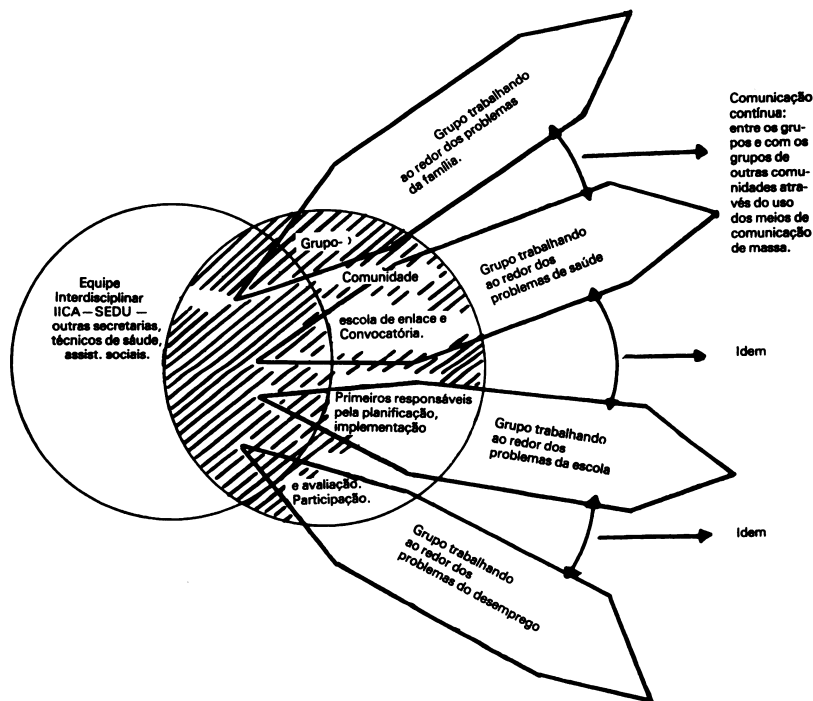 Equipe
Interdisciplinar
IICA — SEDU —
outras secretarias,
técnicos de sáude,
assist. sociais.
Grupo-
Comunidade
escola de enlace e
Convocatória.
Primeiros responsáveis
pela planificação,
implementação
e avaliação.
Participação.
Grupo trabalhando
ao redor dos problemas
da família.
Grupo trabalhando
ao redor dos
problemas de saúde
Grupo trabalhando
ao redor dos
problemas da escola
Grupo trabalhando
ao redor dos
problemas do desemprego
Comunicação
contínua:
entre os gru-
pos e com os
grupos de
outras comu-
nidades atra-
vés do uso
dos meios de
comunicação
de massa.
Idem
Idem